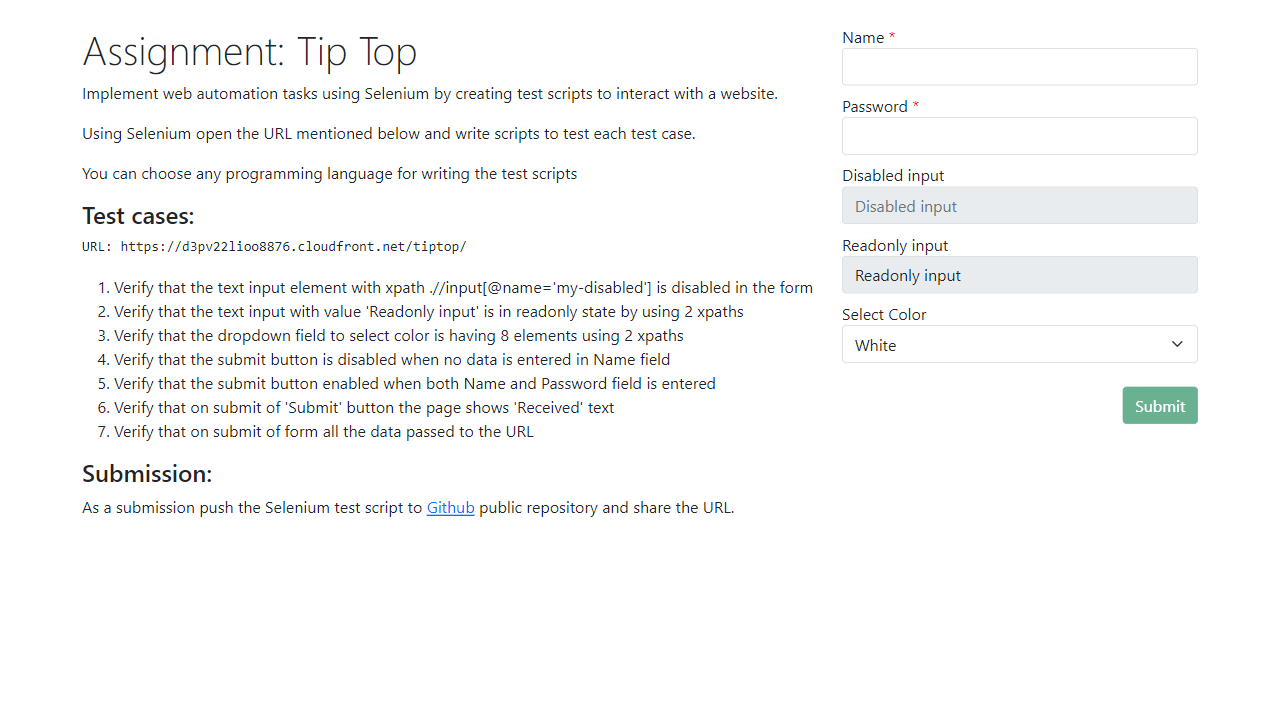 Assignment: Tip Top
Implement web automation tasks using Selenium by creating test scripts to interact with a website.
Using Selenium open the URL mentioned below and write scripts to test each test case.
You can choose any programming language for writing the test scripts
Test cases:
URL: https://d3pv22lioo8876.cloudfront.net/tiptop/
1. Verify that the text input element with xpath .//input[@name='my-disabled'] is disabled in the form
2. Verify that the text input with value 'Readonly input' is in readonly state by using 2 xpaths
3. Verify that the dropdown field to select color is having 8 elements using 2 xpaths
4. Verify that the submit button is disabled when no data is entered in Name field
5. Verify that the submit button enabled when both Name and Password field is entered
6. Verify that on submit of 'Submit' button the page shows 'Received' text
7. Verify that on submit of form all the data passed to the URL
Submission:
As a submission push the Selenium test script to Github public repository and share the URL.
Name *
Password *
Disabled input
Disabled input
Readonly input
Readonly input
Select Color
White
Submit